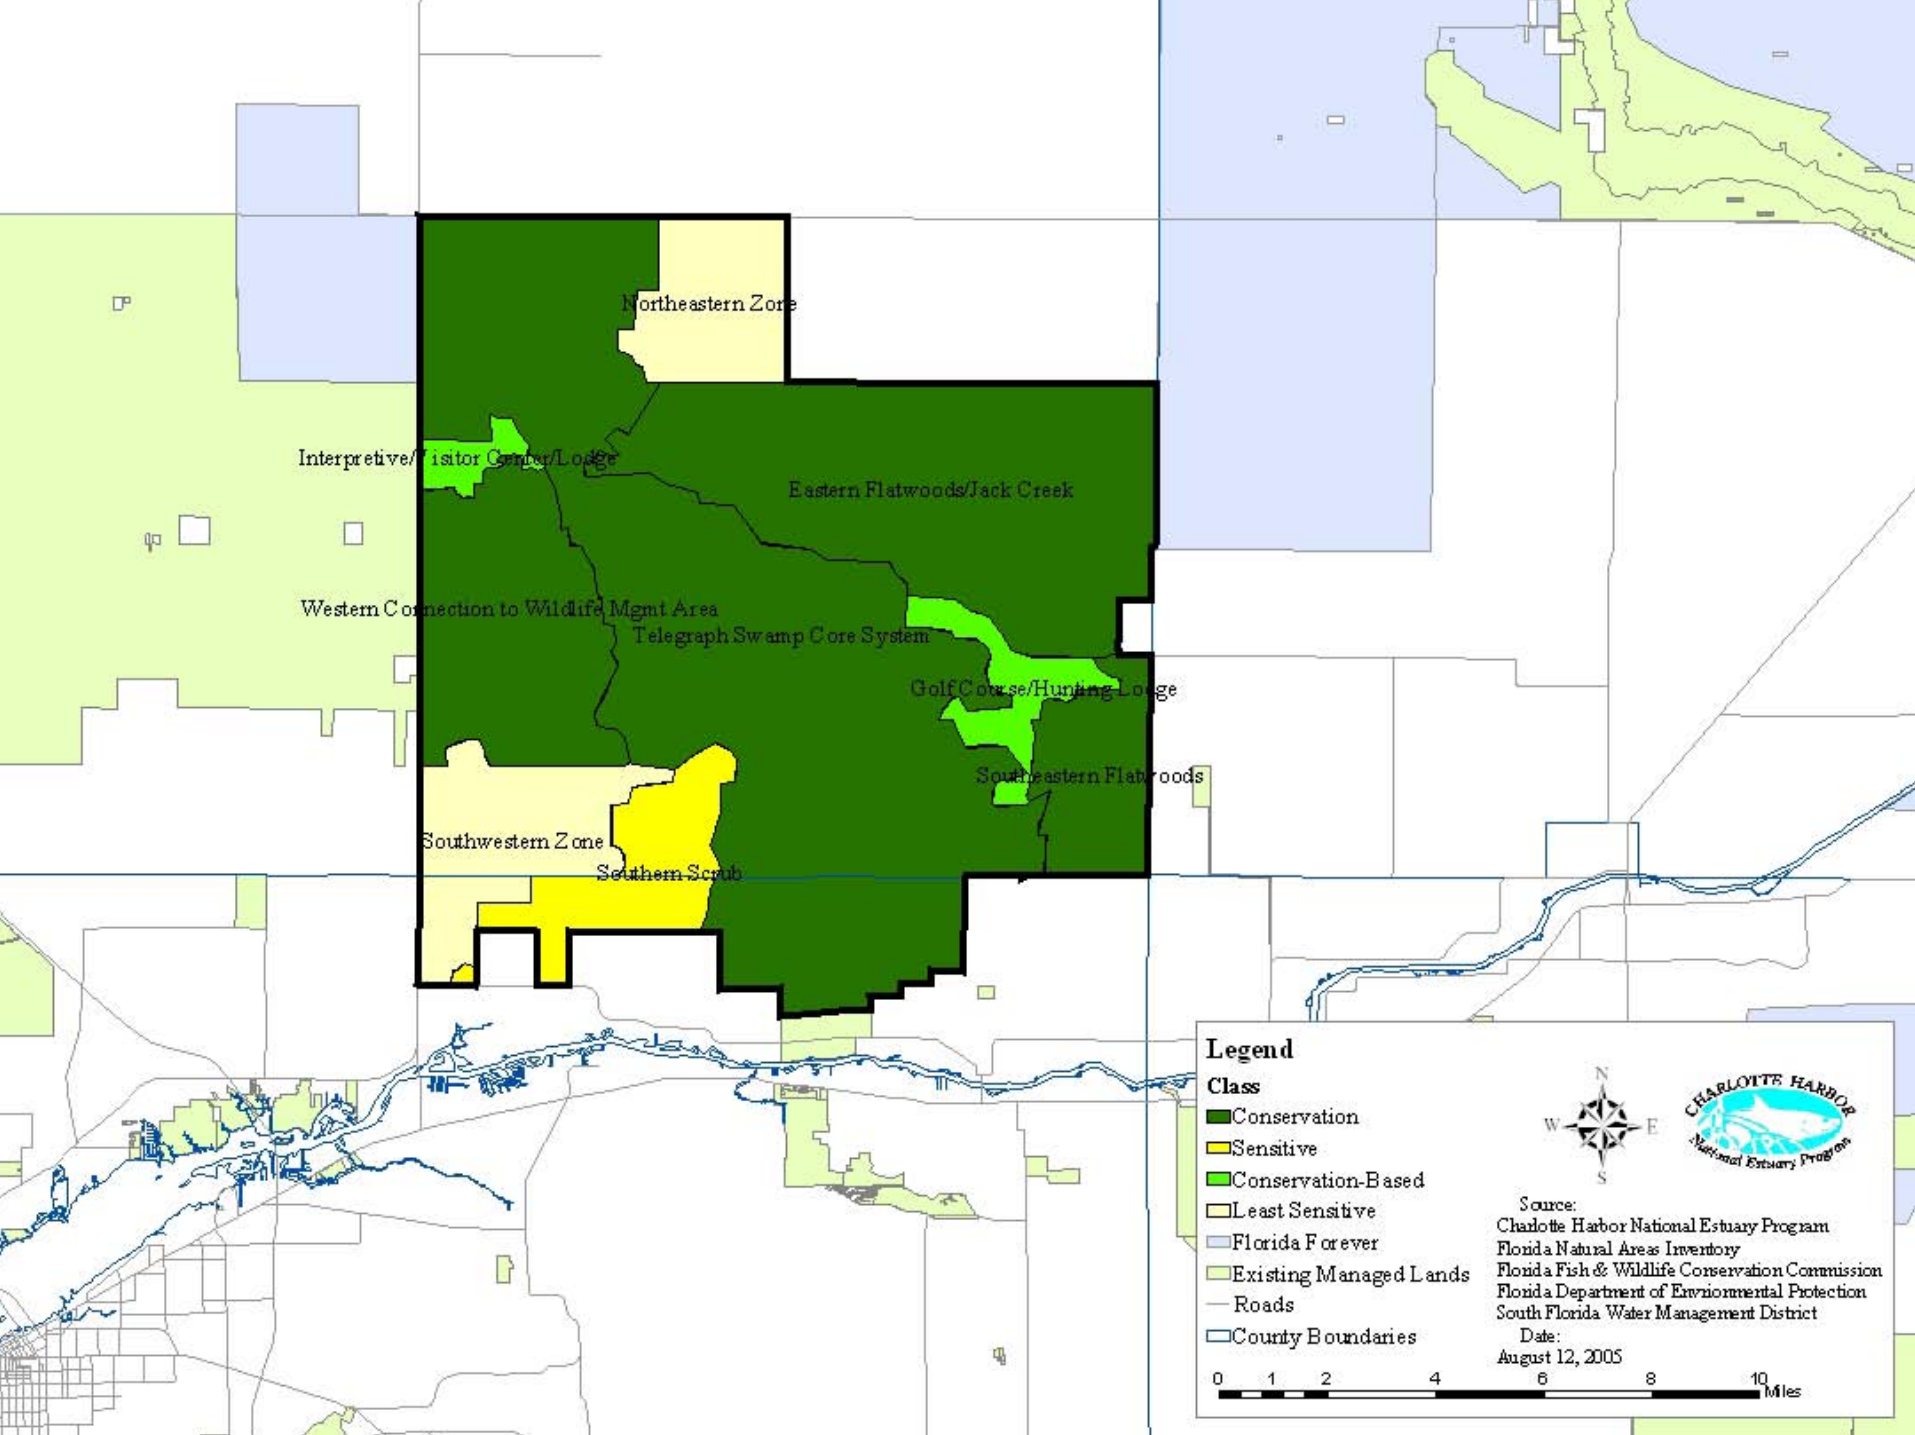 Northeastern Zone
Interpretive/Visitor Center/Lodge
Eastern Flatwoods/Jack Creek
Western Connection to Wildlife Mgmt Area
Telegraph Swamp Core System
Golf Course/Hunting Lodge
Southeastern Flatwoods
Southwestern Zone
Southern Scrub
Legend
Class
Conservation
Sensitive
Conservation-Based
Least Sensitive
Florida Forever
Existing Managed Lands
Roads
County Boundaries
N
W E
S
CHARLOTTE HARBOR
National Estuary Program
Source:
Charlotte Harbor National Estuary Program
Florida Natural Areas Inventory
Florida Fish & Wildlife Conservation Commission
Florida Department of Envrionmental Protection
South Florida Water Management District
Date:
August 12, 2005
0 1 2 4 6 8 10
Miles